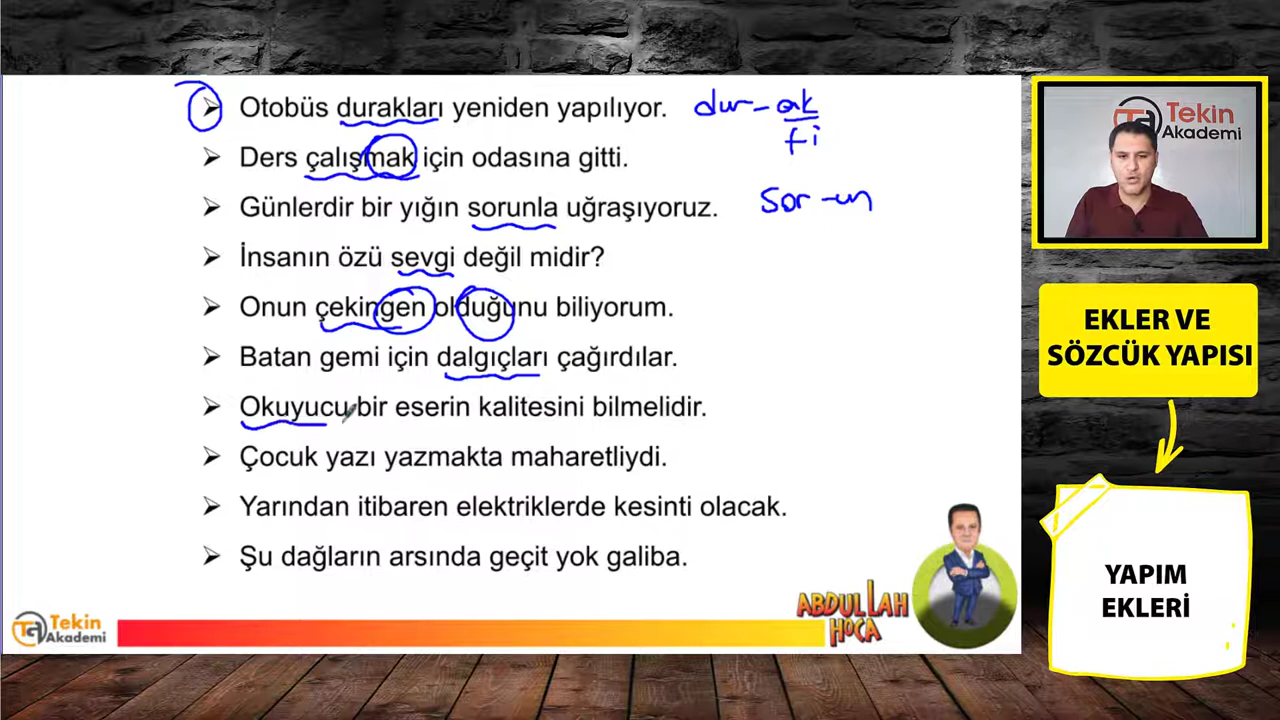 Otobüs durakları yeniden yapılıyor. dur-ak
fi
Ders çalışmak için odasına gitti.
Günlerdir bir yığın sorunla uğraşıyoruz. sor-un
İnsanın özü sevgi değil midir?
Onun çekingen olduğunu biliyorum.
Batan gemi için dalgıçları çağırdılar.
Okuyucu bir eserin kalitesini bilmelidir.
Çocuk yazı yazmakta maharetliydi.
Yarından itibaren elektriklerde kesinti olacak.
Şu dağların arsında geçit yok galiba.
Tekin
Akademi
ABDULLAH
HOCA
Tekin
Akademi
EKLER VE
SÖZCÜK YAPISI
YAPIM
EKLERİ